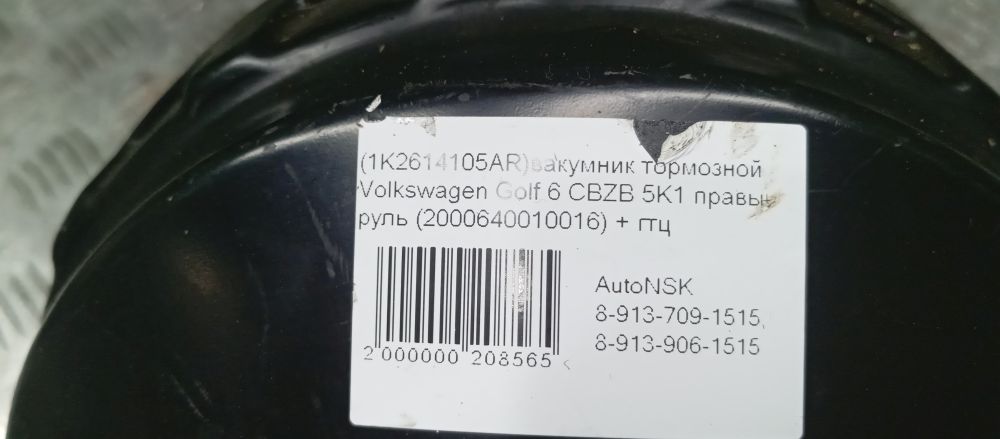 (1K2614105AR)вакумник тормозной
Volkswagen Golf 6 CBZB 5K1 правый
руль (2000640010016) + гтц
AutoNSK
8-913-709-1515,
8-913-906-1515
2 000000 208565 <